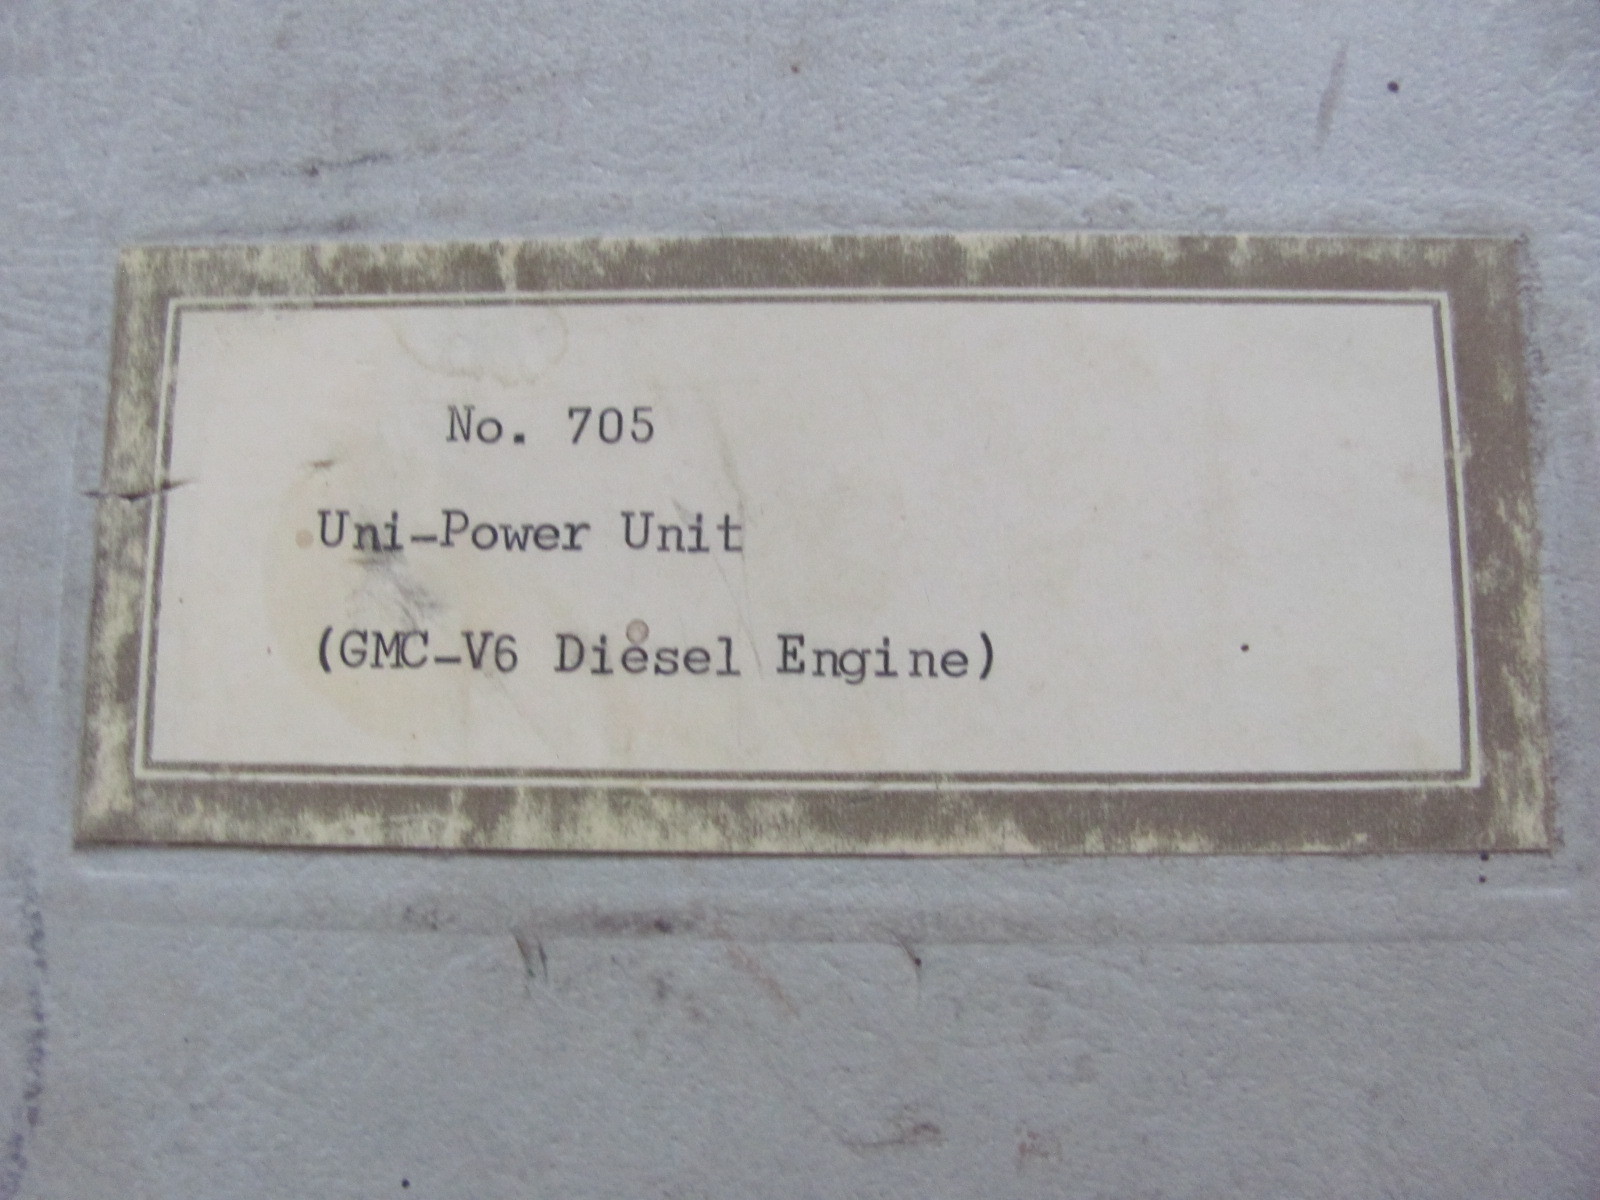 No. 705
Uni-Power Unit
(GMC-V6 Diesel Engine)